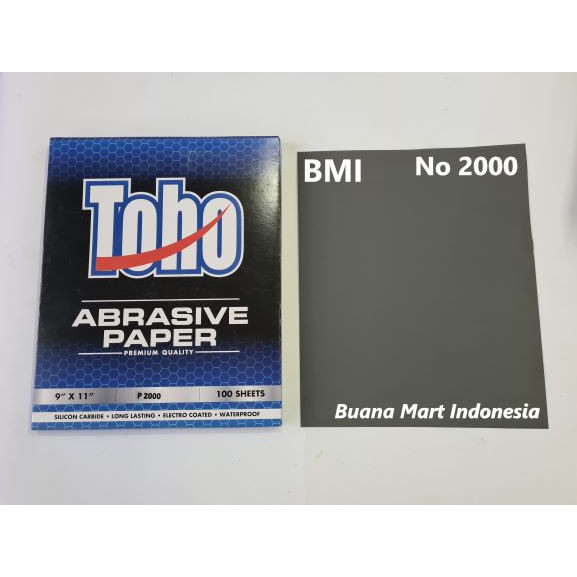 Toho
ABRASIVE
PAPER
PREMIUM QUALITY
9" X 11" P 2000 100 SHEETS
SILICON CARBIDE • LONG LASTING • ELECTRO COATED • WATERPROOF
BMI No 2000
Buana Mart Indonesia